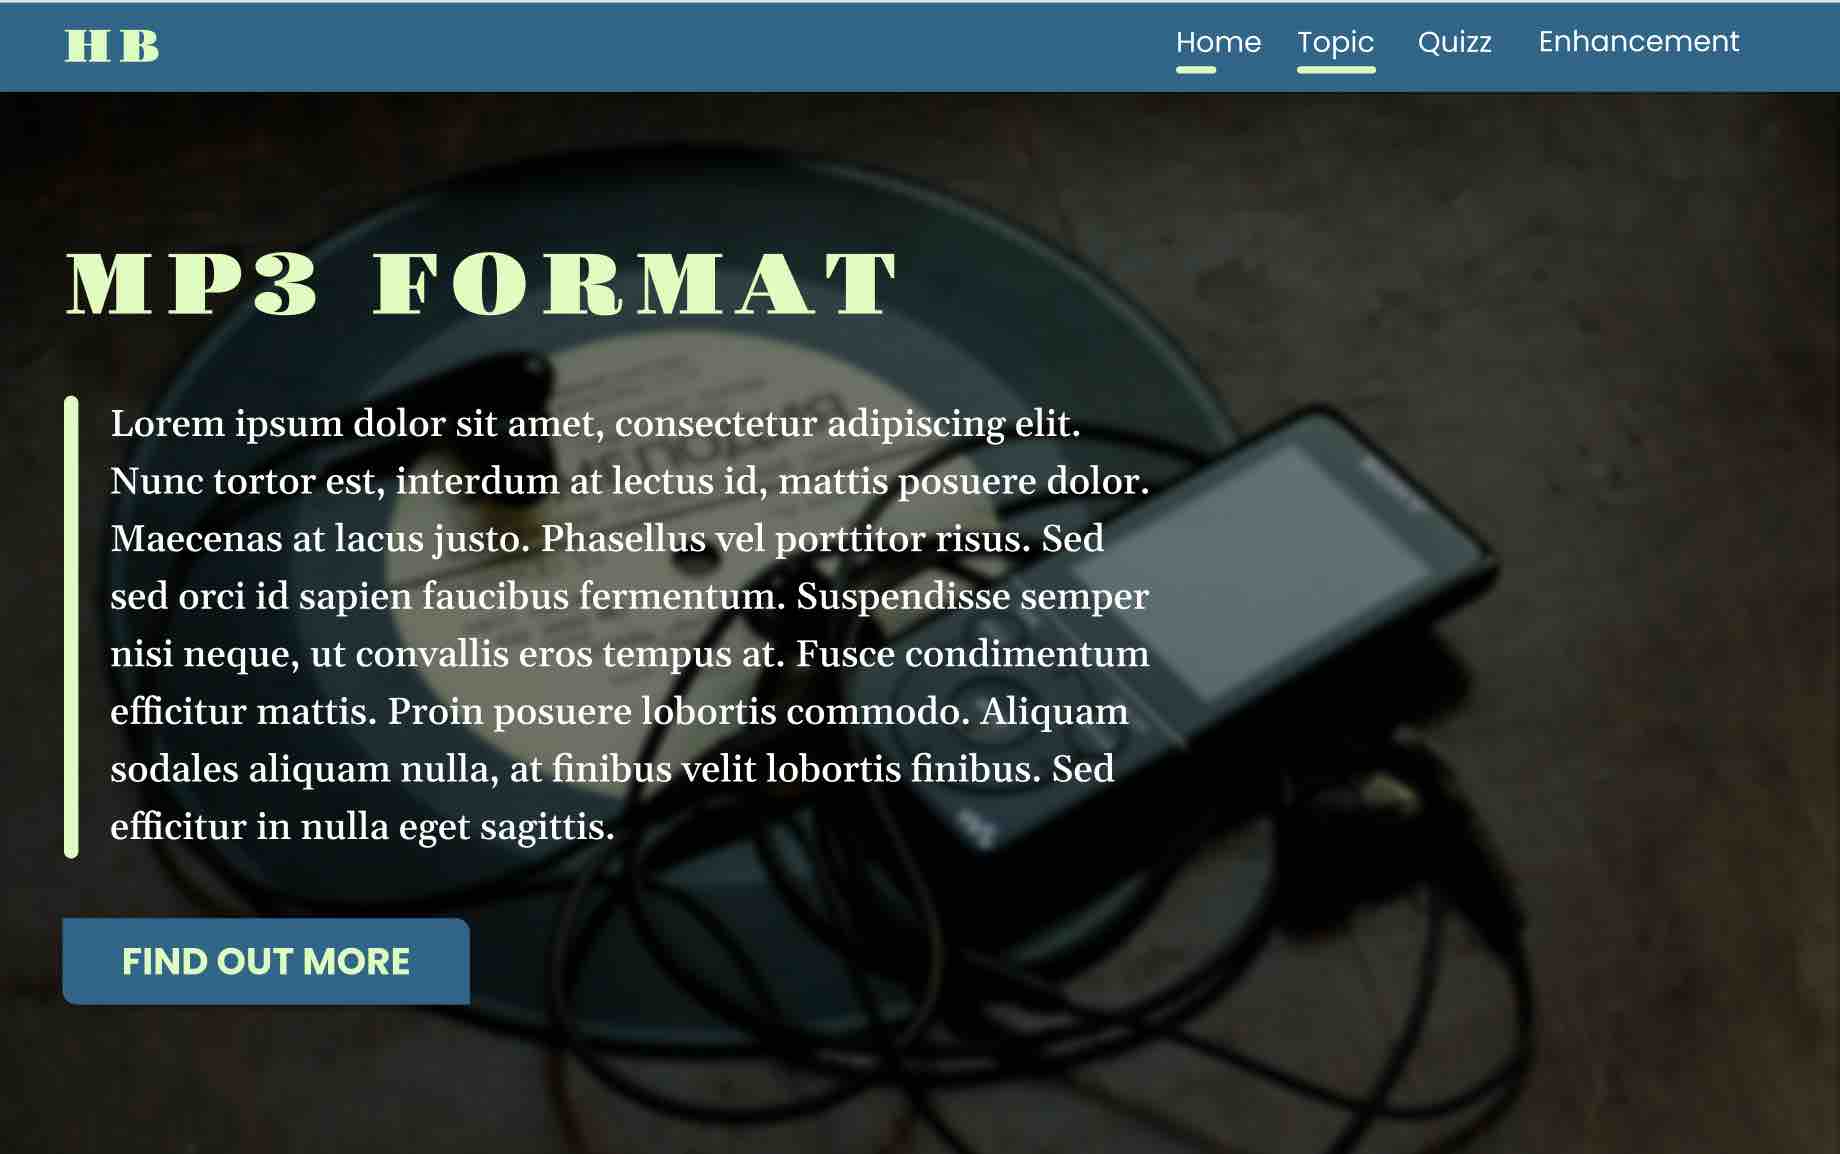 HB
Home Topic Quizz Enhancement
MP3 FORMAT
Lorem ipsum dolor sit amet, consectetur adipiscing elit.
Nunc tortor est, interdum at lectus id, mattis posuere dolor.
Maecenas at lacus justo. Phasellus vel porttitor risus. Sed
sed orci id sapien faucibus fermentum. Suspendisse semper
nisi neque, ut convallis eros tempus at. Fusce condimentum
efficitur mattis. Proin posuere lobortis commodo. Aliquam
sodales aliquam nulla, at finibus velit lobortis finibus. Sed
efficitur in nulla eget sagittis.
FIND OUT MORE